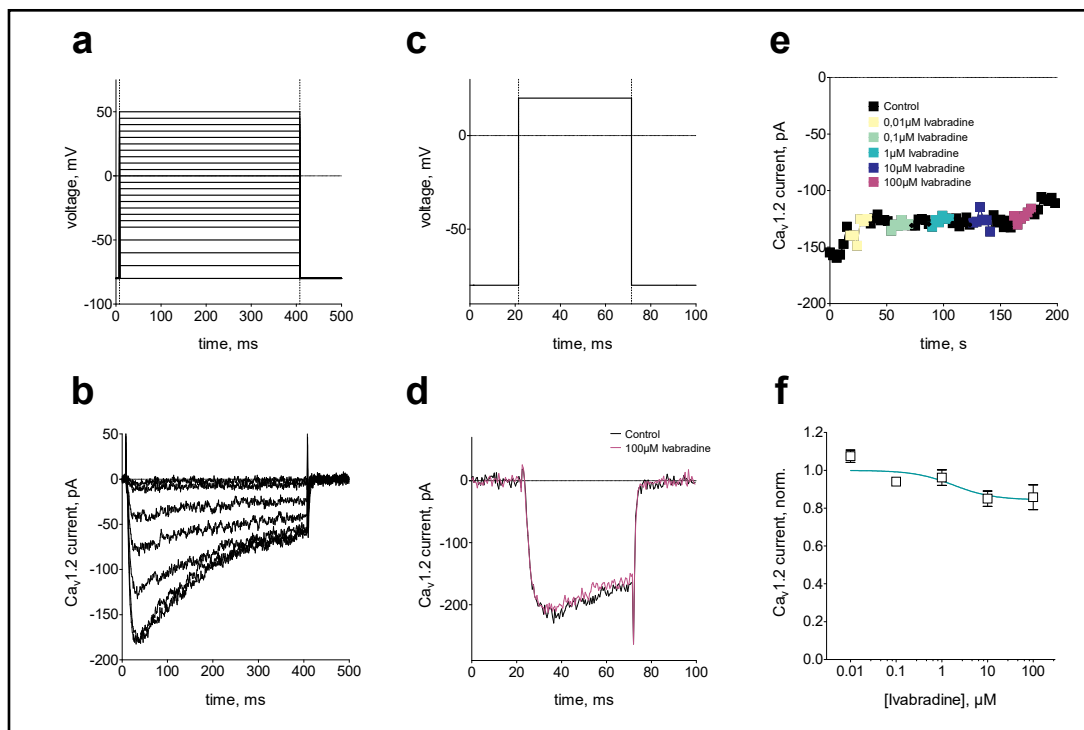 a
voltage, mV
50
0
-50
-100
0 100 200 300 400 500
time, ms
c
voltage, mV
0
-50
0 20 40 60 80 100
time, ms
e
Caᵥ1.2 current, pA
0
-50
-100
-150
-200
Control
0,01µM Ivabradine
0,1µM Ivabradine
1µM Ivabradine
10µM Ivabradine
100µM Ivabradine
0 50 100 150 200
time, s
b
Caᵥ1.2 current, pA
50
0
-50
-100
-150
-200
0 100 200 300 400 500
time, ms
d
Caᵥ1.2 current, pA
0
-100
-200
Control
100µM Ivabradine
0 20 40 60 80 100
time, ms
f
Caᵥ1.2 current, norm.
1.2
1.0
0.8
0.6
0.4
0.2
0.0
0.01 0.1 1 10 100
[Ivabradine], µM